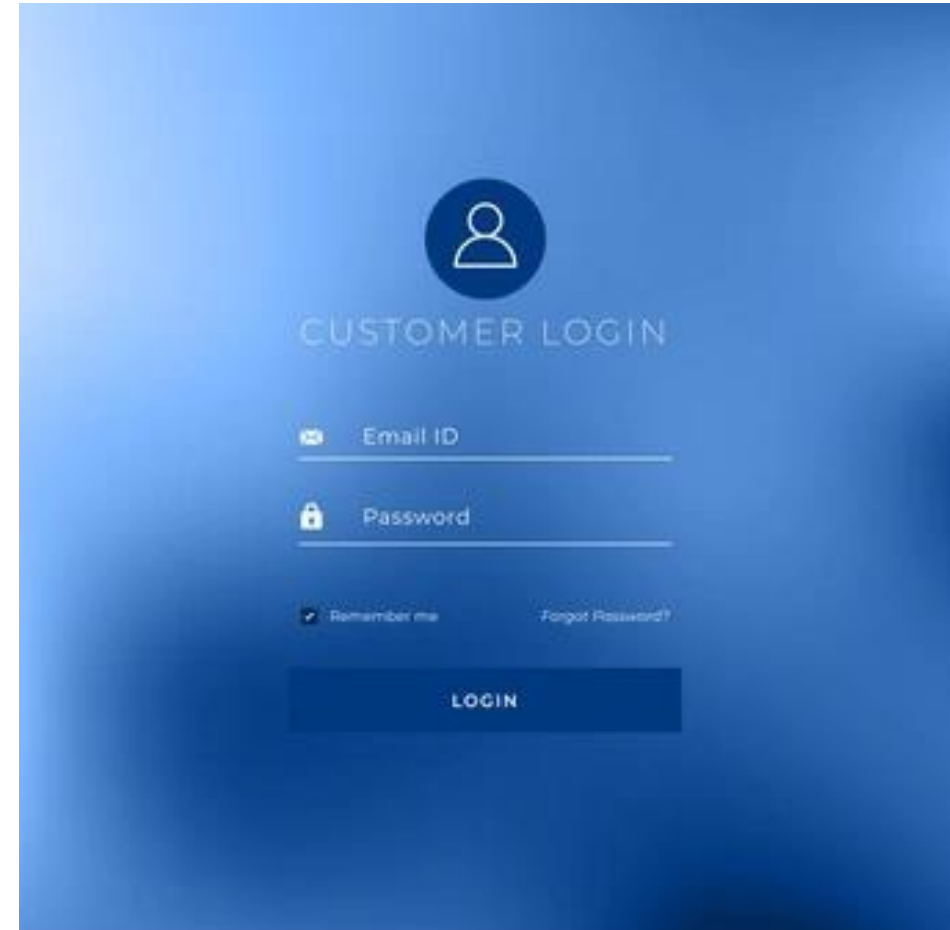 CUSTOMER LOGIN
Email ID
Password
Remember me
Forgot Password?
LOGIN